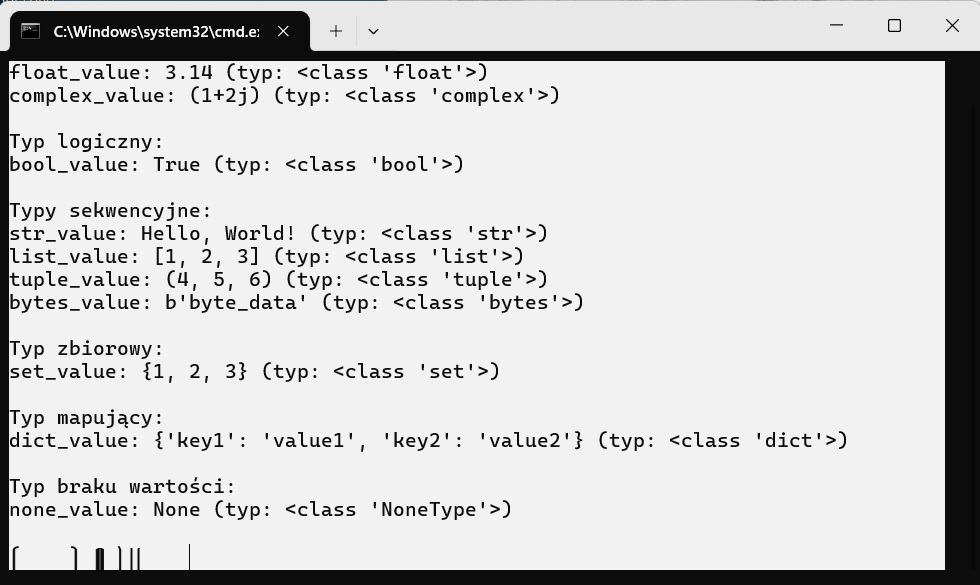 C:\Windows\system32\cmd.e
float_value: 3.14 (typ: <class 'float'>)
complex_value: (1+2j) (typ: <class 'complex'>)
Typ logiczny:
bool_value: True (typ: <class 'bool'>)
Typy sekwencyjne:
str_value: Hello, World! (typ: <class 'str'>)
list_value: [1, 2, 3] (typ: <class 'list'>)
tuple_value: (4, 5, 6) (typ: <class 'tuple'>)
bytes_value: b'byte_data' (typ: <class 'bytes'>)
Typ zbiorowy:
set_value: {1, 2, 3} (typ: <class 'set'>)
Typ mapujący:
dict_value: {'key1': 'value1', 'key2': 'value2'} (typ: <class 'dict'>)
Typ braku wartości:
none_value: None (typ: <class 'NoneType'>)